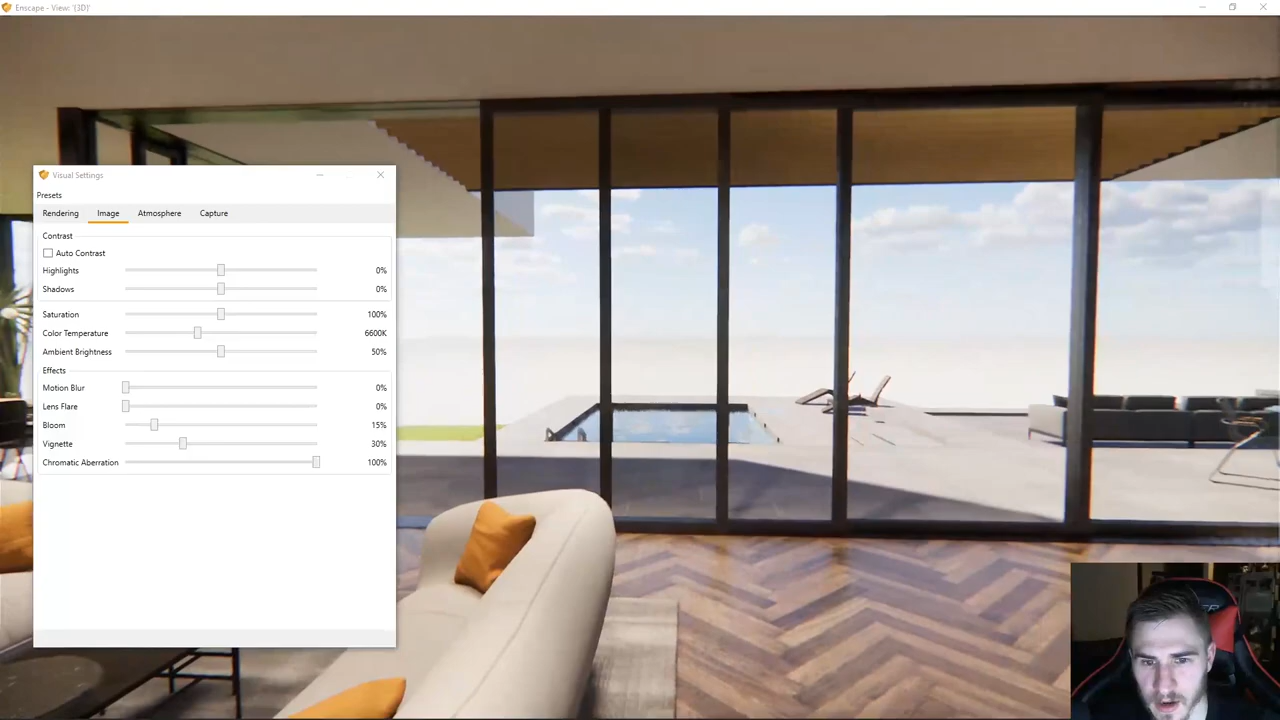 Enscape - View: '{3D}'
Visual Settings
Presets
Rendering Image Atmosphere Capture
Contrast
Auto Contrast
Highlights 0%
Shadows 0%
Saturation 100%
Color Temperature 6600K
Ambient Brightness 50%
Effects
Motion Blur 0%
Lens Flare 0%
Bloom 15%
Vignette 30%
Chromatic Aberration 100%